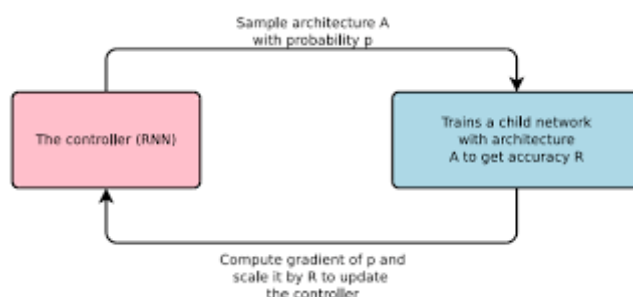 Sample architecture A
with probability p
The controller (RNN)
Trains a child network
with architecture
A to get accuracy R
Compute gradient of p and
scale it by R to update
the controller